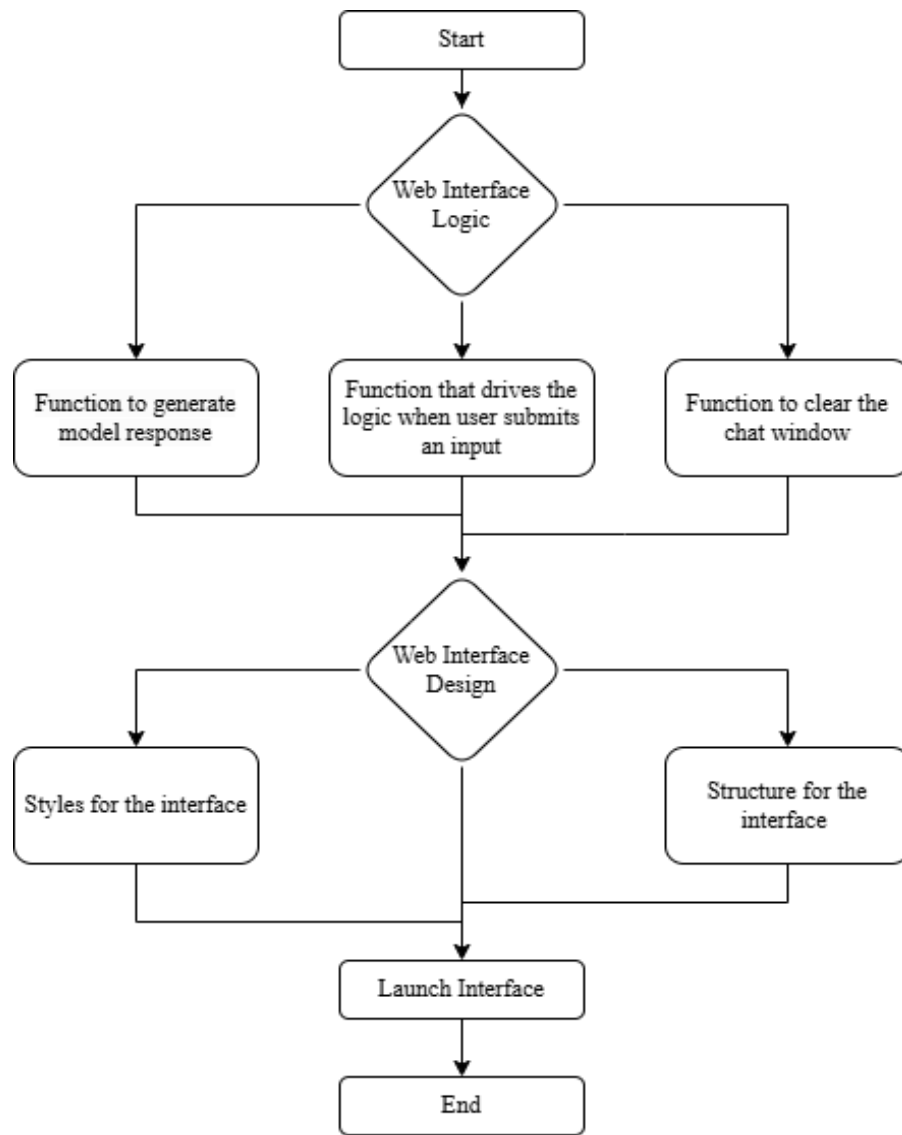 Start
Web Interface
Logic
Function to generate
model response
Function that drives the
logic when user submits
an input
Function to clear the
chat window
Web Interface
Design
Styles for the interface
Structure for the
interface
Launch Interface
End